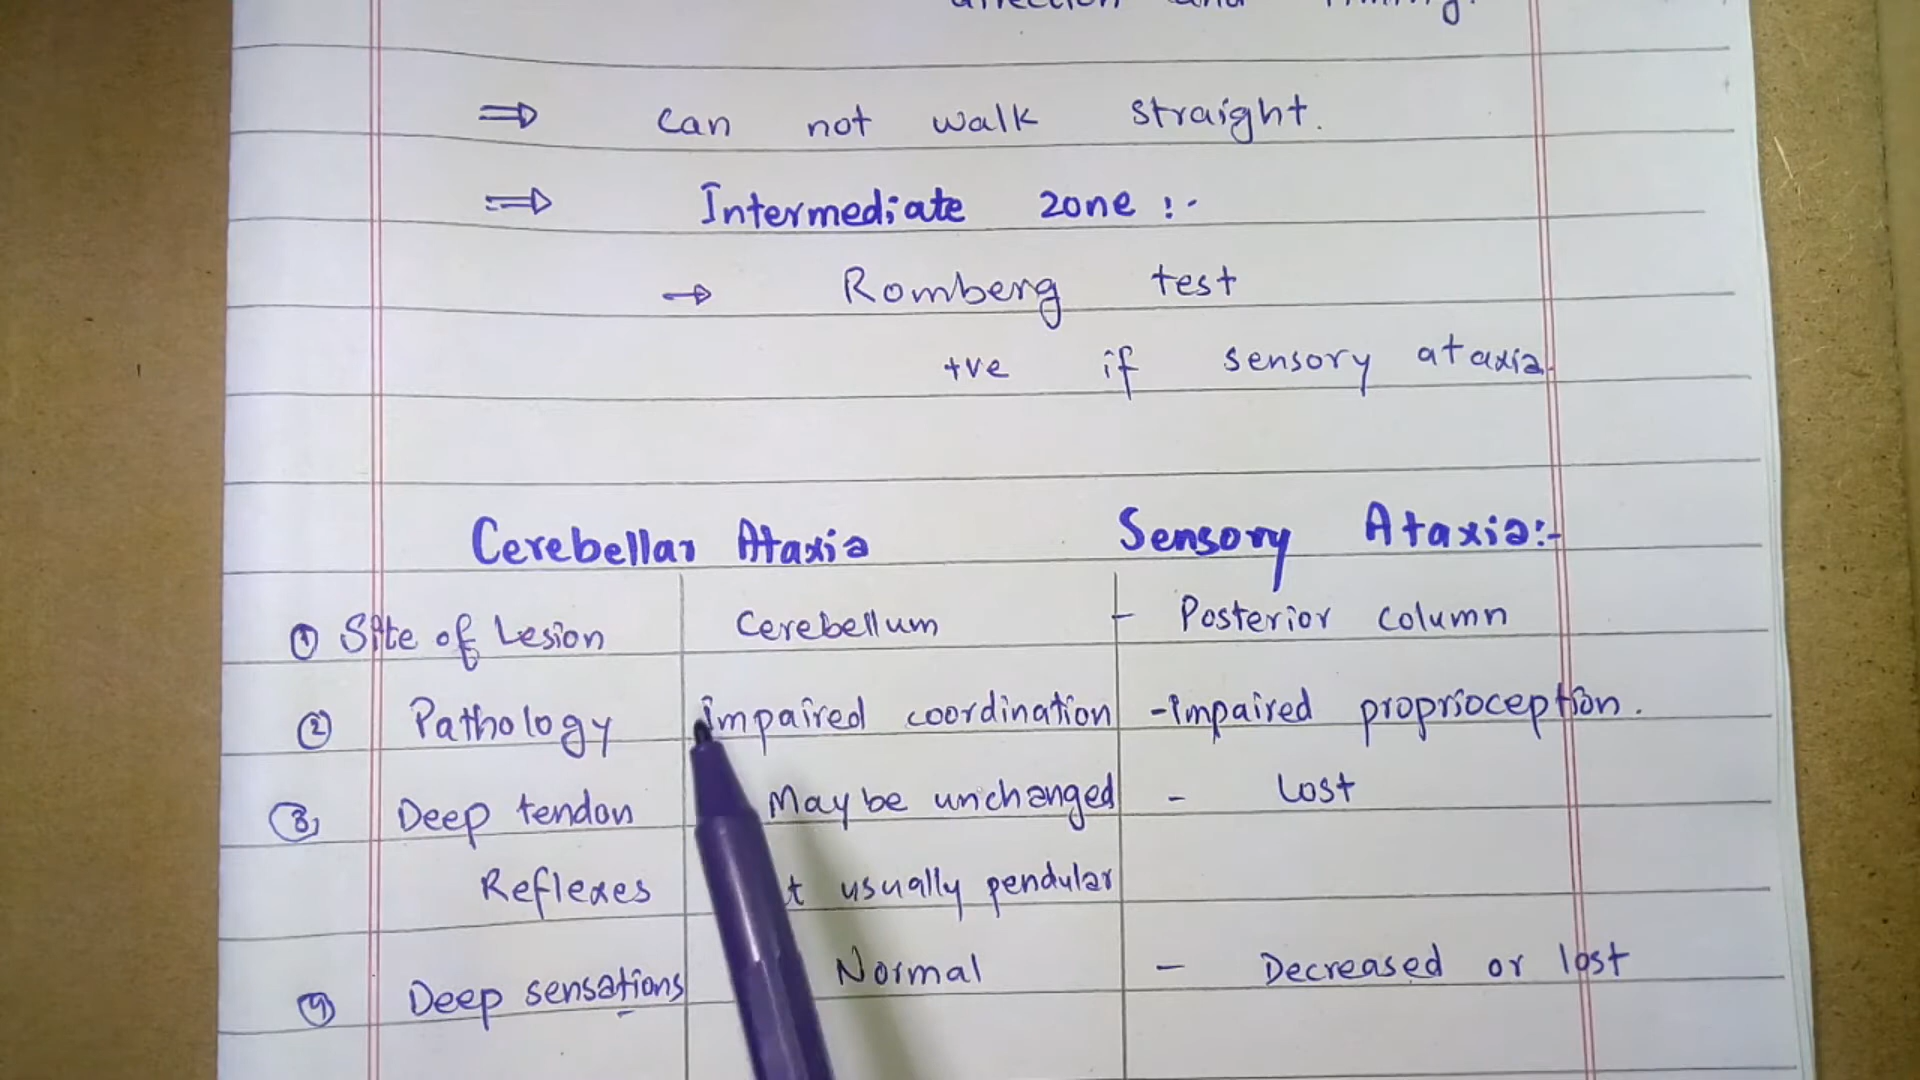 ⇒ can not walk straight.
⇒ Intermediate zone :-
→ Romberg test
+ve if sensory ataxia
Cerebellar Ataxia Sensory Ataxia:-
① Site of Lesion Cerebellum - Posterior column
② Pathology Impaired coordination - Impaired proprioception.
③ Deep tendon May be unchanged - Lost
Reflexes usually pendular
④ Deep sensations Normal - Decreased or lost